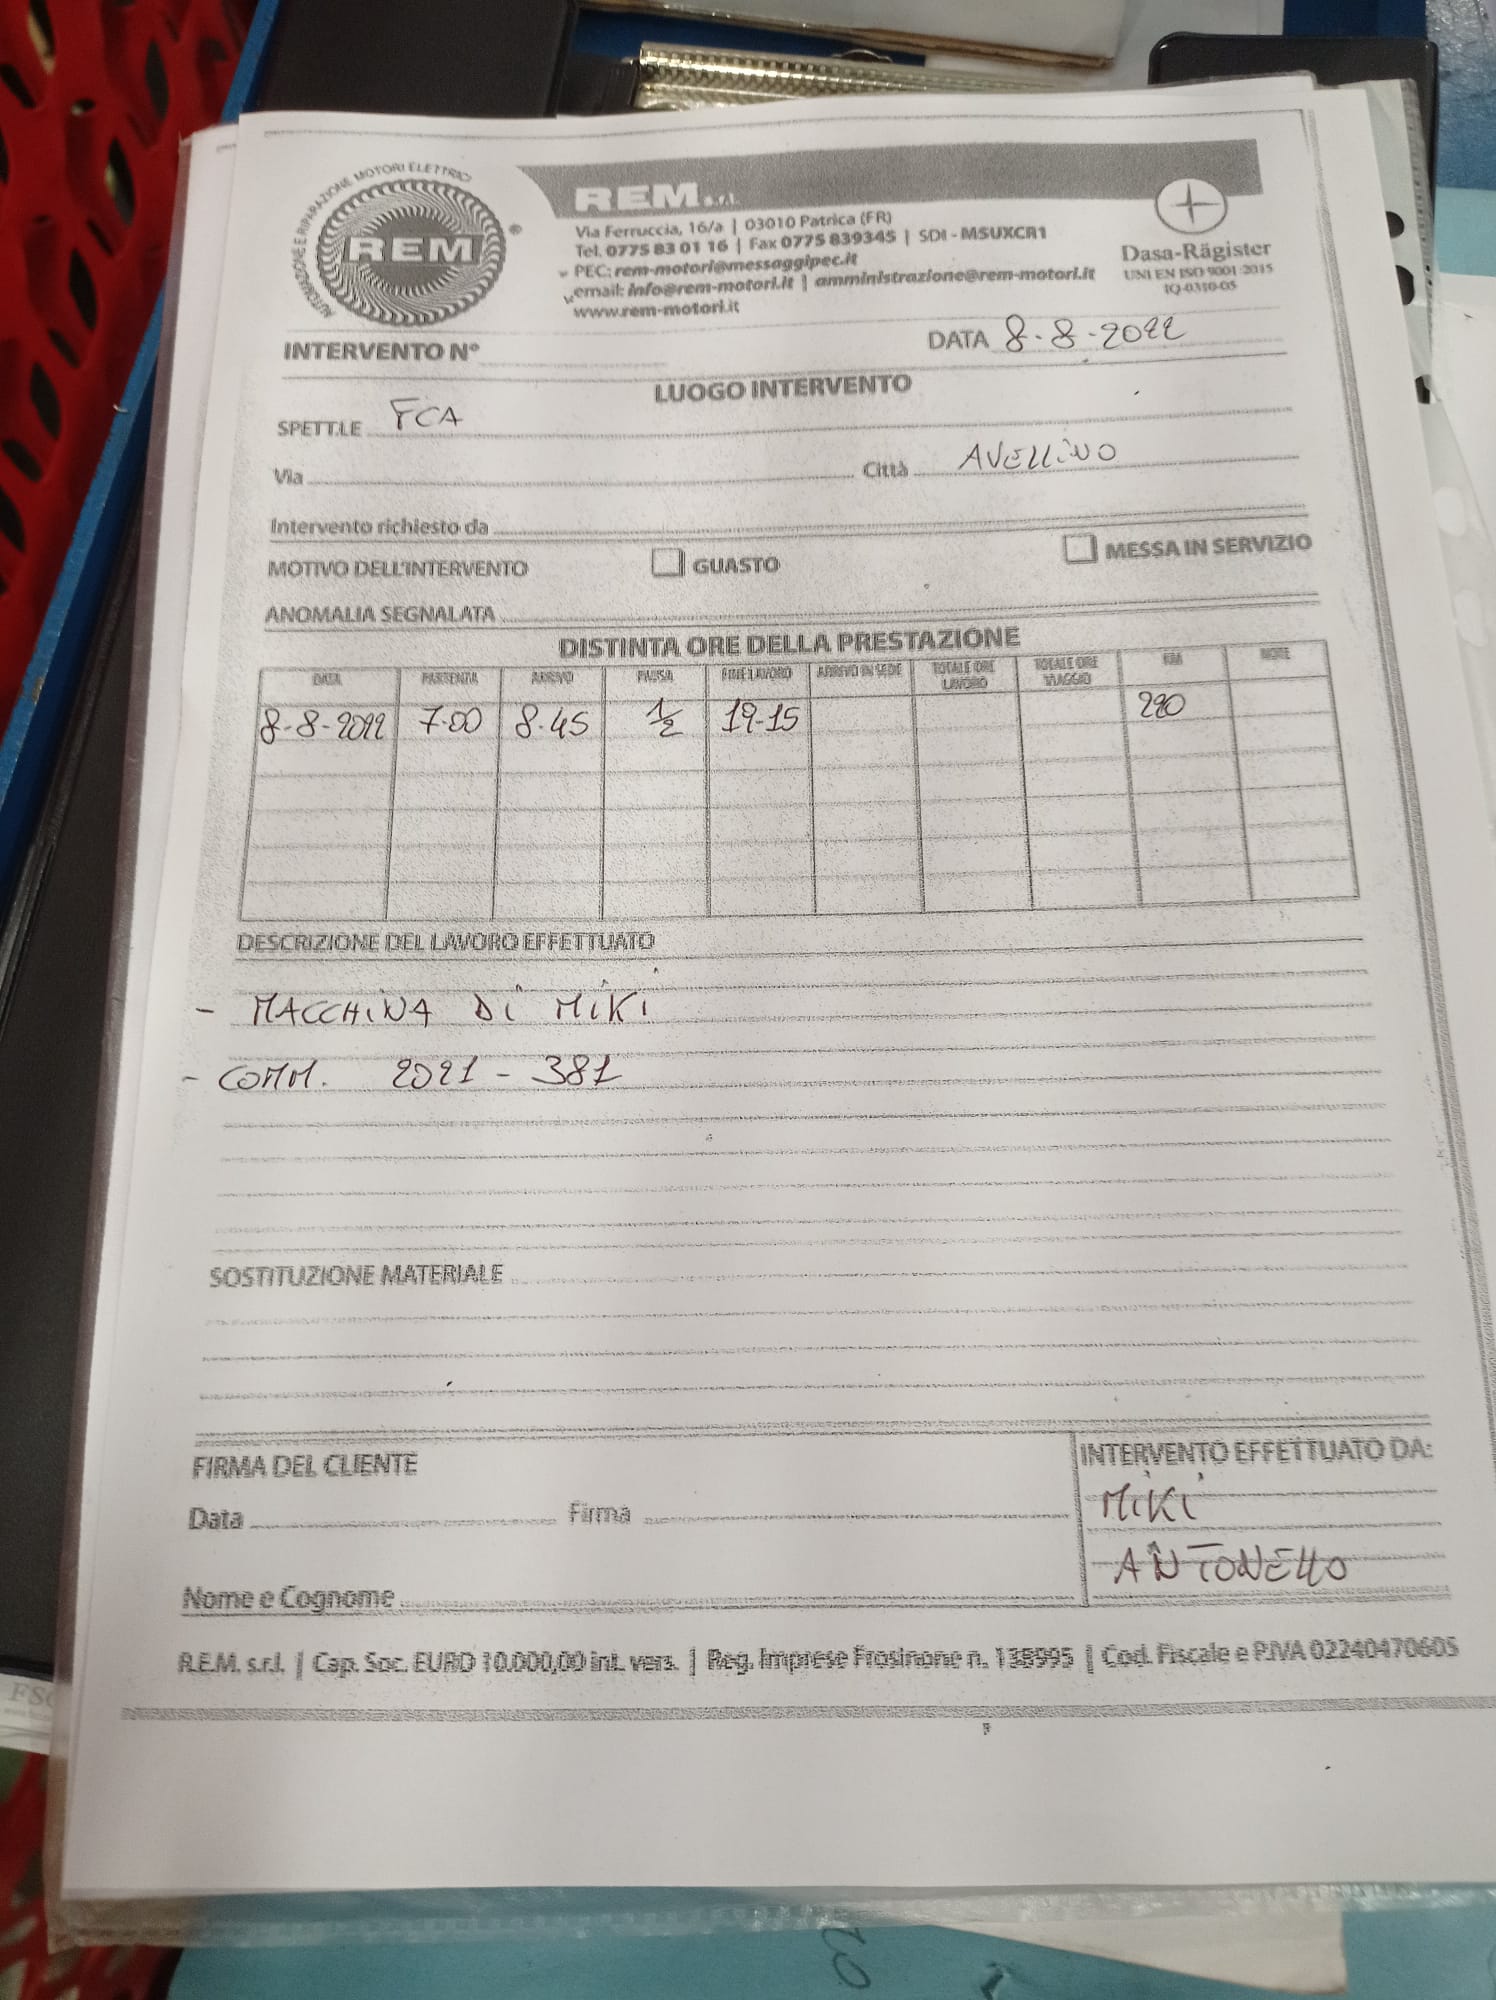 AUTOMAZIONE E RIPARAZIONE MOTORI ELETTRICI
REM
®
REM s.r.l.
Via Ferruccia, 16/a | 03010 Patrica (FR)
Tel. 0775 83 01 16 | Fax 0775 839345 | SDI - M5UXCR1
PEC: rem-motori@messaggipec.it
email: info@rem-motori.it | amministrazione@rem-motori.it
www.rem-motori.it
Dasa-Rägister
UNI EN ISO 9001:2015
IQ-0310-05
INTERVENTO N°
DATA 8-8-2022
LUOGO INTERVENTO
SPETT.LE FCA
Via Città AVELLINO
Intervento richiesto da
MOTIVO DELL'INTERVENTO GUASTO MESSA IN SERVIZIO
ANOMALIA SEGNALATA
DISTINTA ORE DELLA PRESTAZIONE
DATA PARTENZA ARRIVO PAUSA FINE LAVORO ARRIVO IN SEDE TOTALE ORE LAVORO TOTALE ORE VIAGGIO KM NOTE
8-8-2022 7.00 8.45 1/2 19-15
DESCRIZIONE DEL LAVORO EFFETTUATO
- MACCHINA DI MIKI
- COMM. 2021 - 381
SOSTITUZIONE MATERIALE
FIRMA DEL CLIENTE
INTERVENTO EFFETTUATO DA:
MIKI
Data Firma
ANTONELLO
Nome e Cognome
R.E.M. s.r.l. | Cap. Soc. EURO 10.000,00 int. vers. | Reg. Imprese Frosinone n. 138995 | Cod. Fiscale e P.IVA 02240470605
FSC